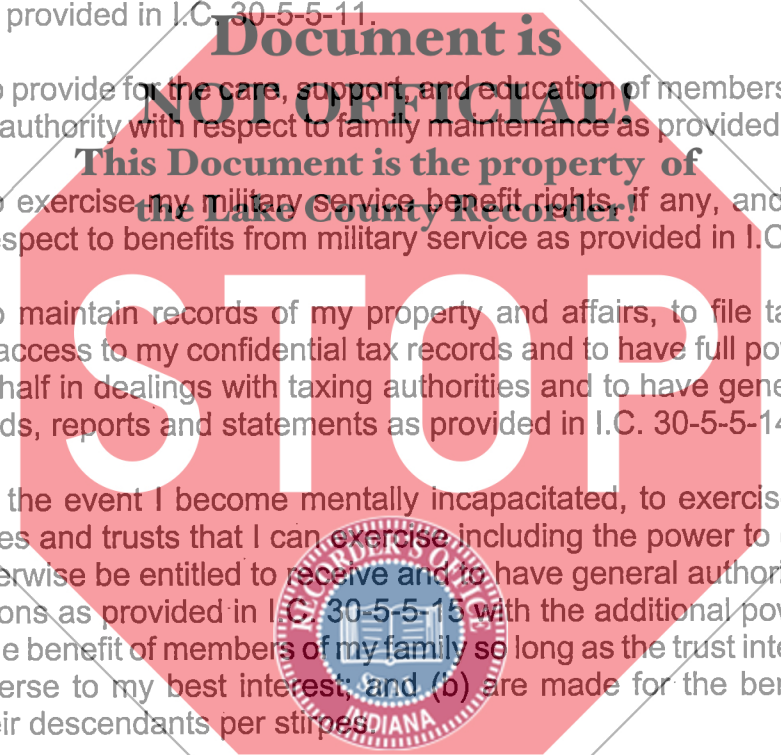 provided in I.C. 30-5-5-11.
Document is
provide for the care, support, and education of members
NOT OFFICIAL!
authority with respect to family maintenance as provided
This Document is the property of
exercise my military service benefit rights, if any, and
the Lake County Recorder!
spect to benefits from military service as provided in I.C
STOP
maintain records of my property and affairs, to file ta
access to my confidential tax records and to have full po
half in dealings with taxing authorities and to have gene
ds, reports and statements as provided in I.C. 30-5-5-14
the event I become mentally incapacitated, to exercis
es and trusts that I can exercise including the power to
RECORDER'S OFFICE
erwise be entitled to receive and to have general authori
ons as provided in I.C. 30-5-5-15 with the additional po
e benefit of members of my family so long as the trust inte
erse to my best interest; and (b) are made for the ben
eir descendants per stirpes.
INDIANA